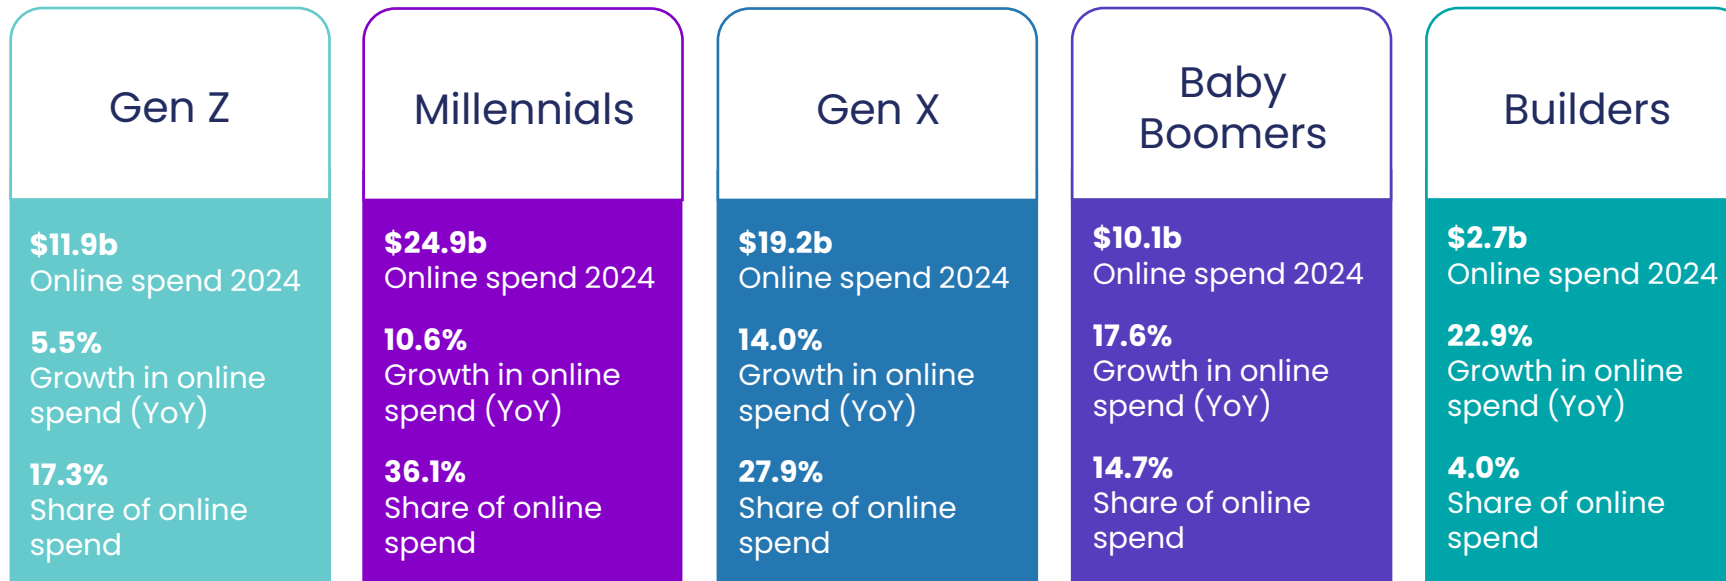 Gen Z
$11.9b
Online spend 2024
5.5%
Growth in online
spend (YoY)
17.3%
Share of online
spend
Millennials
$24.9b
Online spend 2024
10.6%
Growth in online
spend (YoY)
36.1%
Share of online
spend
Gen X
$19.2b
Online spend 2024
14.0%
Growth in online
spend (YoY)
27.9%
Share of online
spend
Baby
Boomers
$10.1b
Online spend 2024
17.6%
Growth in online
spend (YoY)
14.7%
Share of online
spend
Builders
$2.7b
Online spend 2024
22.9%
Growth in online
spend (YoY)
4.0%
Share of online
spend